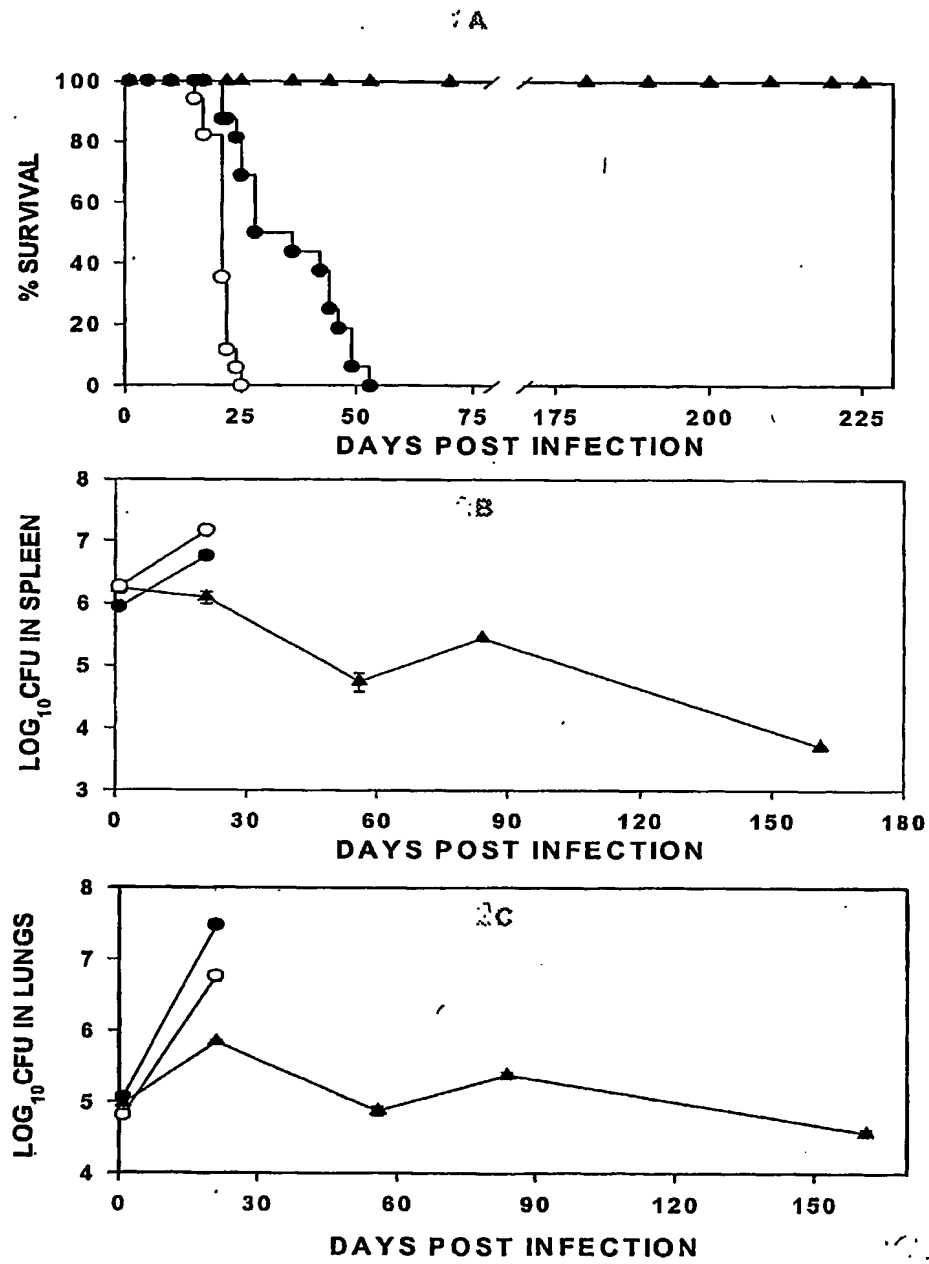 A
100
80
60
40
20
0
% SURVIVAL
0 25 50 75 175 200 225
DAYS POST INFECTION
8
7
6
5
4
3
LOG10CFU IN SPLEEN
B
0 30 60 90 120 150 180
DAYS POST INFECTION
8
7
6
5
4
LOG10CFU IN LUNGS
C
0 30 60 90 120 150
DAYS POST INFECTION